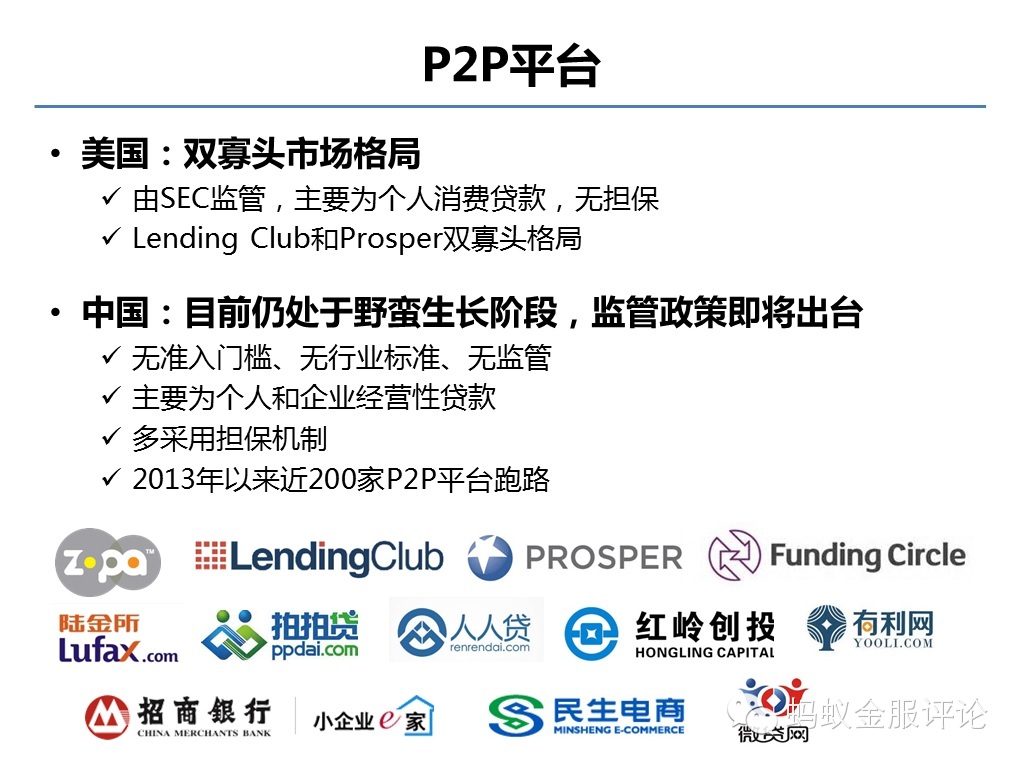 P2P平台
• 美国：双寡头市场格局
✓ 由SEC监管，主要为个人消费贷款，无担保
✓ Lending Club和Prosper双寡头格局
• 中国：目前仍处于野蛮生长阶段，监管政策即将出台
✓ 无准入门槛、无行业标准、无监管
✓ 主要为个人和企业经营性贷款
✓ 多采用担保机制
✓ 2013年以来近200家P2P平台跑路
zopa™ LendingClub PROSPER Funding Circle
陆金所 拍拍贷 人人贷 红岭创投 有利网
Lufax.com ppdai.com renrendai.com HONGLING CAPITAL YOOLI.COM
招商银行 小企业e家 民生电商
CHINA MERCHANTS BANK MINSHENG E-COMMERCE
蚂蚁金服评论
微贷网